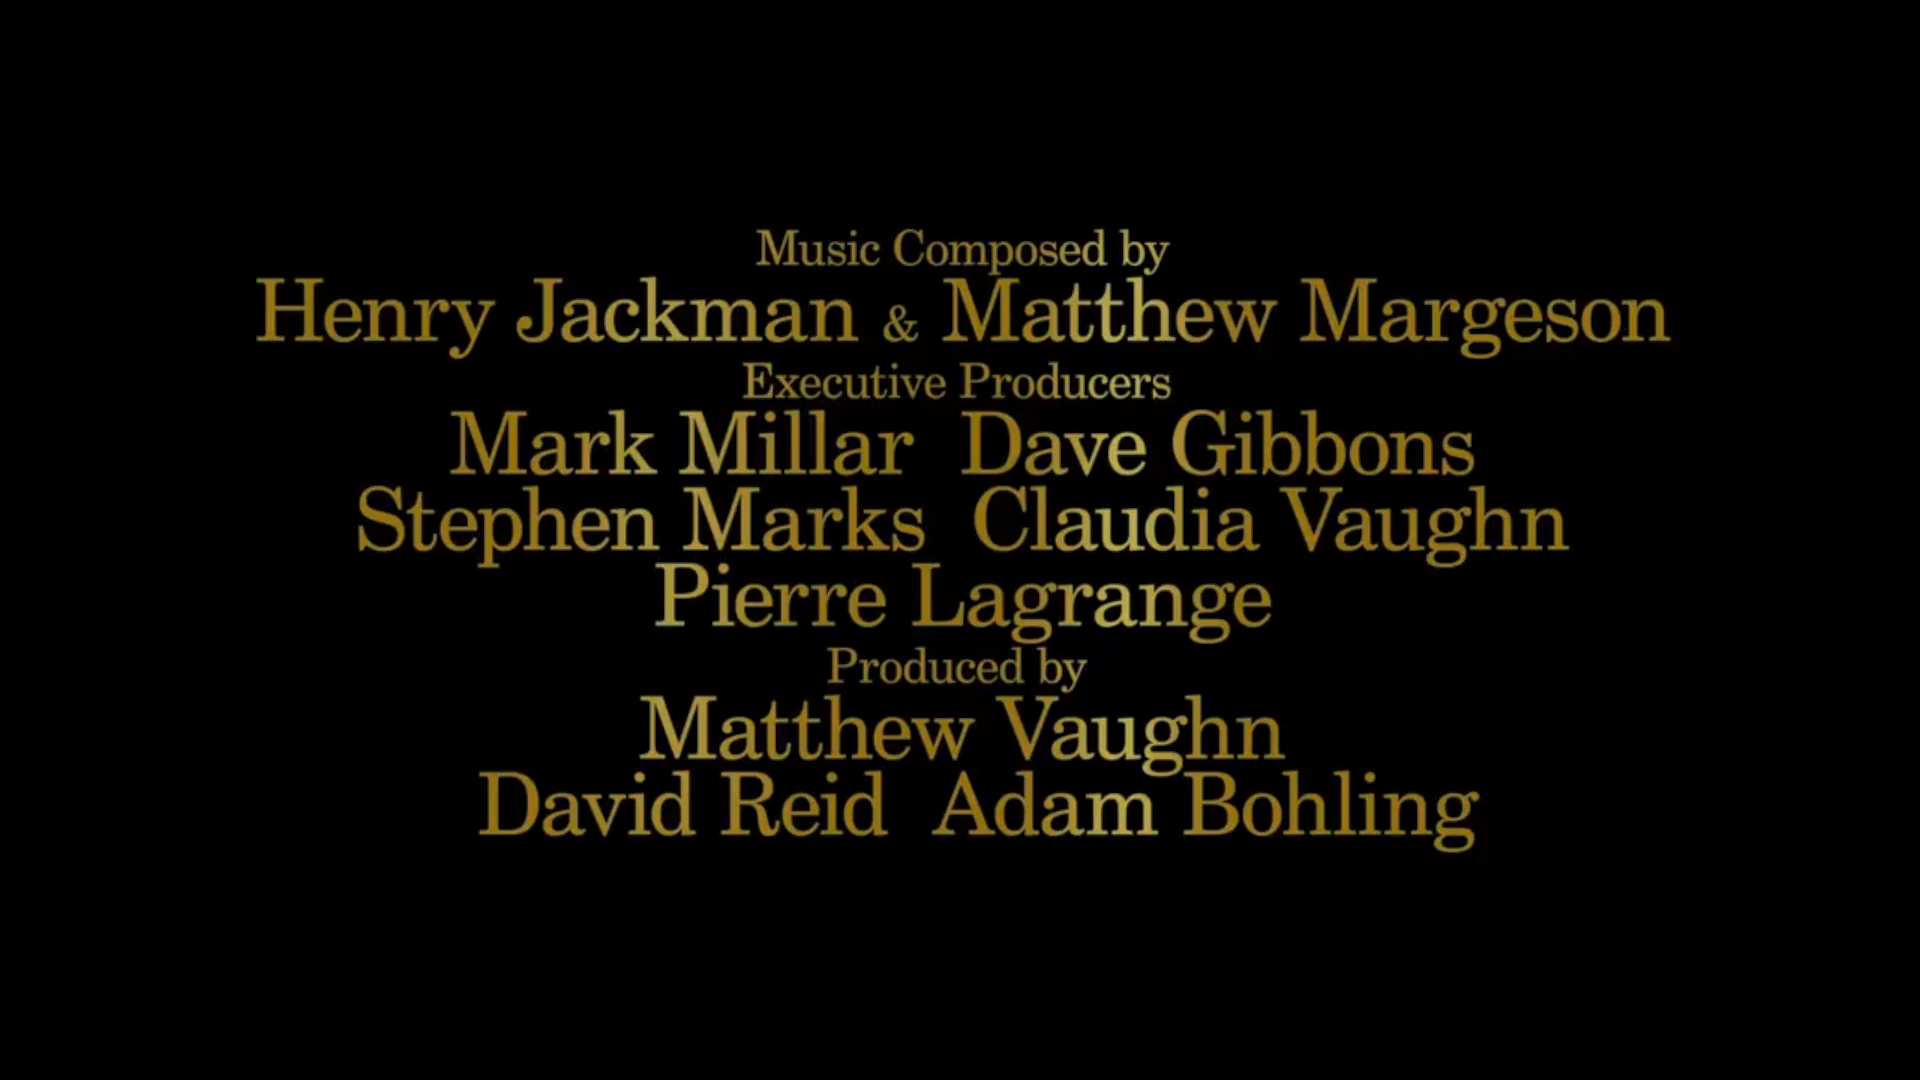 Music Composed by
Henry Jackman & Matthew Margeson
Executive Producers
Mark Millar Dave Gibbons
Stephen Marks Claudia Vaughn
Pierre Lagrange
Produced by
Matthew Vaughn
David Reid Adam Bohling